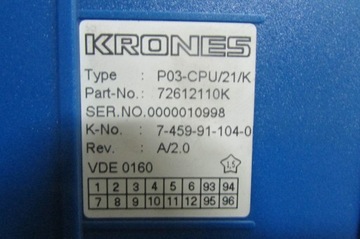 KRONES
Type : P03-CPU/21/K
Part-No.: 72612110K
SER.NO.0000010998
K-No. : 7-459-91-104-0
Rev. : A/2.0
VDE 0160
1 2 3 4 5 6 93 94
7 8 9 10 11 12 95 96